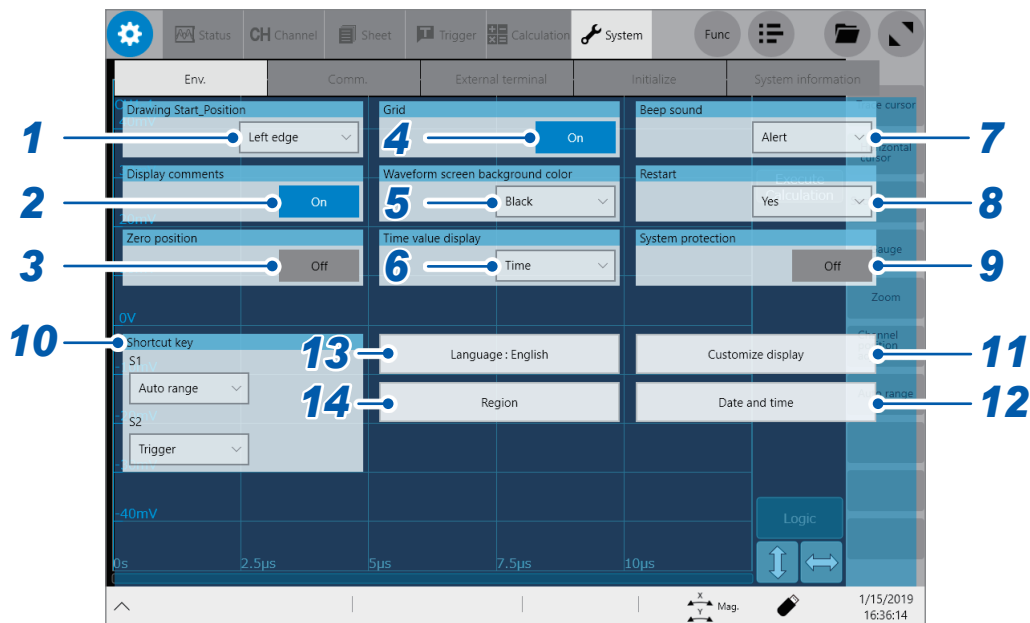 Status CH Channel Sheet Trigger Calculation System Func
Env. Comm. External terminal Initialize System information
Drawing Start_Position Grid Beep sound
1 Left edge 4 On Alert 7
Display comments Waveform screen background color Restart
2 On 5 Black Yes 8
Execute
Calculation
Zero position Time value display System protection
3 Off 6 Time Off 9
Zoom
0V
10 Shortcut key 13 Language : English Customize display 11
S1
Auto range
14 Region Date and time 12
S2
Trigger
-40mV
Logic
0s 2.5µs 5µs 7.5µs 10µs
X
Y
Mag.
1/15/2019
16:36:14